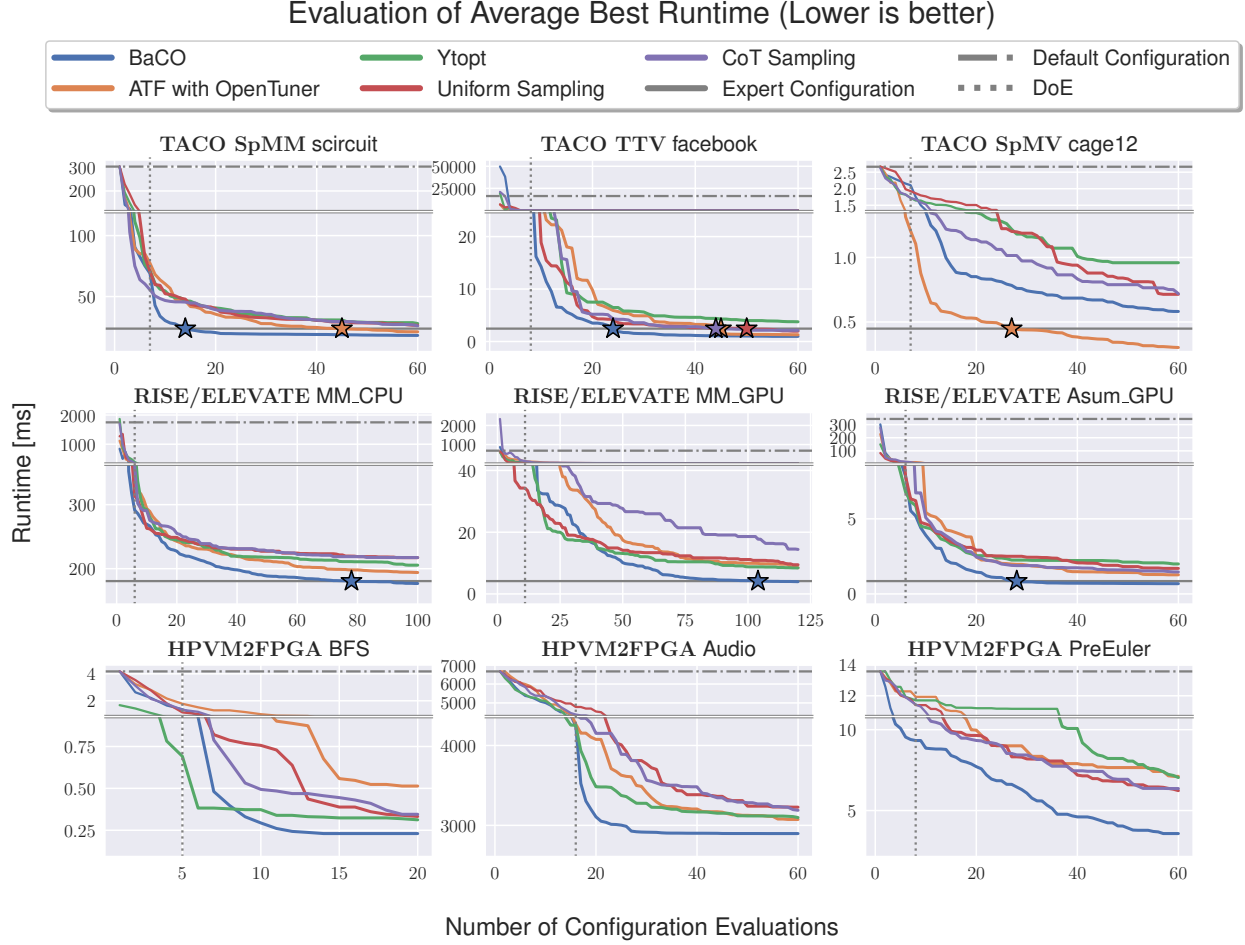 Evaluation of Average Best Runtime (Lower is better)
BaCO
Ytopt
CoT Sampling
Default Configuration
ATF with OpenTuner
Uniform Sampling
Expert Configuration
DoE
TACO SpMM scircuit
TACO TTV facebook
TACO SpMV cage12
300
200
100
50
0 20 40 60
50000
25000
20
10
0
0 20 40 60
2.5
2.0
1.5
1.0
0.5
0 20 40 60
Runtime [ms]
RISE/ELEVATE MM_CPU
RISE/ELEVATE MM_GPU
RISE/ELEVATE Asum_GPU
2000
1000
300
200
0 20 40 60 80 100
2000
1000
40
20
0
0 25 50 75 100 125
300
200
100
5
0
0 20 40 60
HPVM2FPGA BFS
HPVM2FPGA Audio
HPVM2FPGA PreEuler
4
2
0.75
0.50
0.25
5 10 15 20
7000
6000
5000
4000
3000
0 20 40 60
14
12
10
5
0 20 40 60
Number of Configuration Evaluations